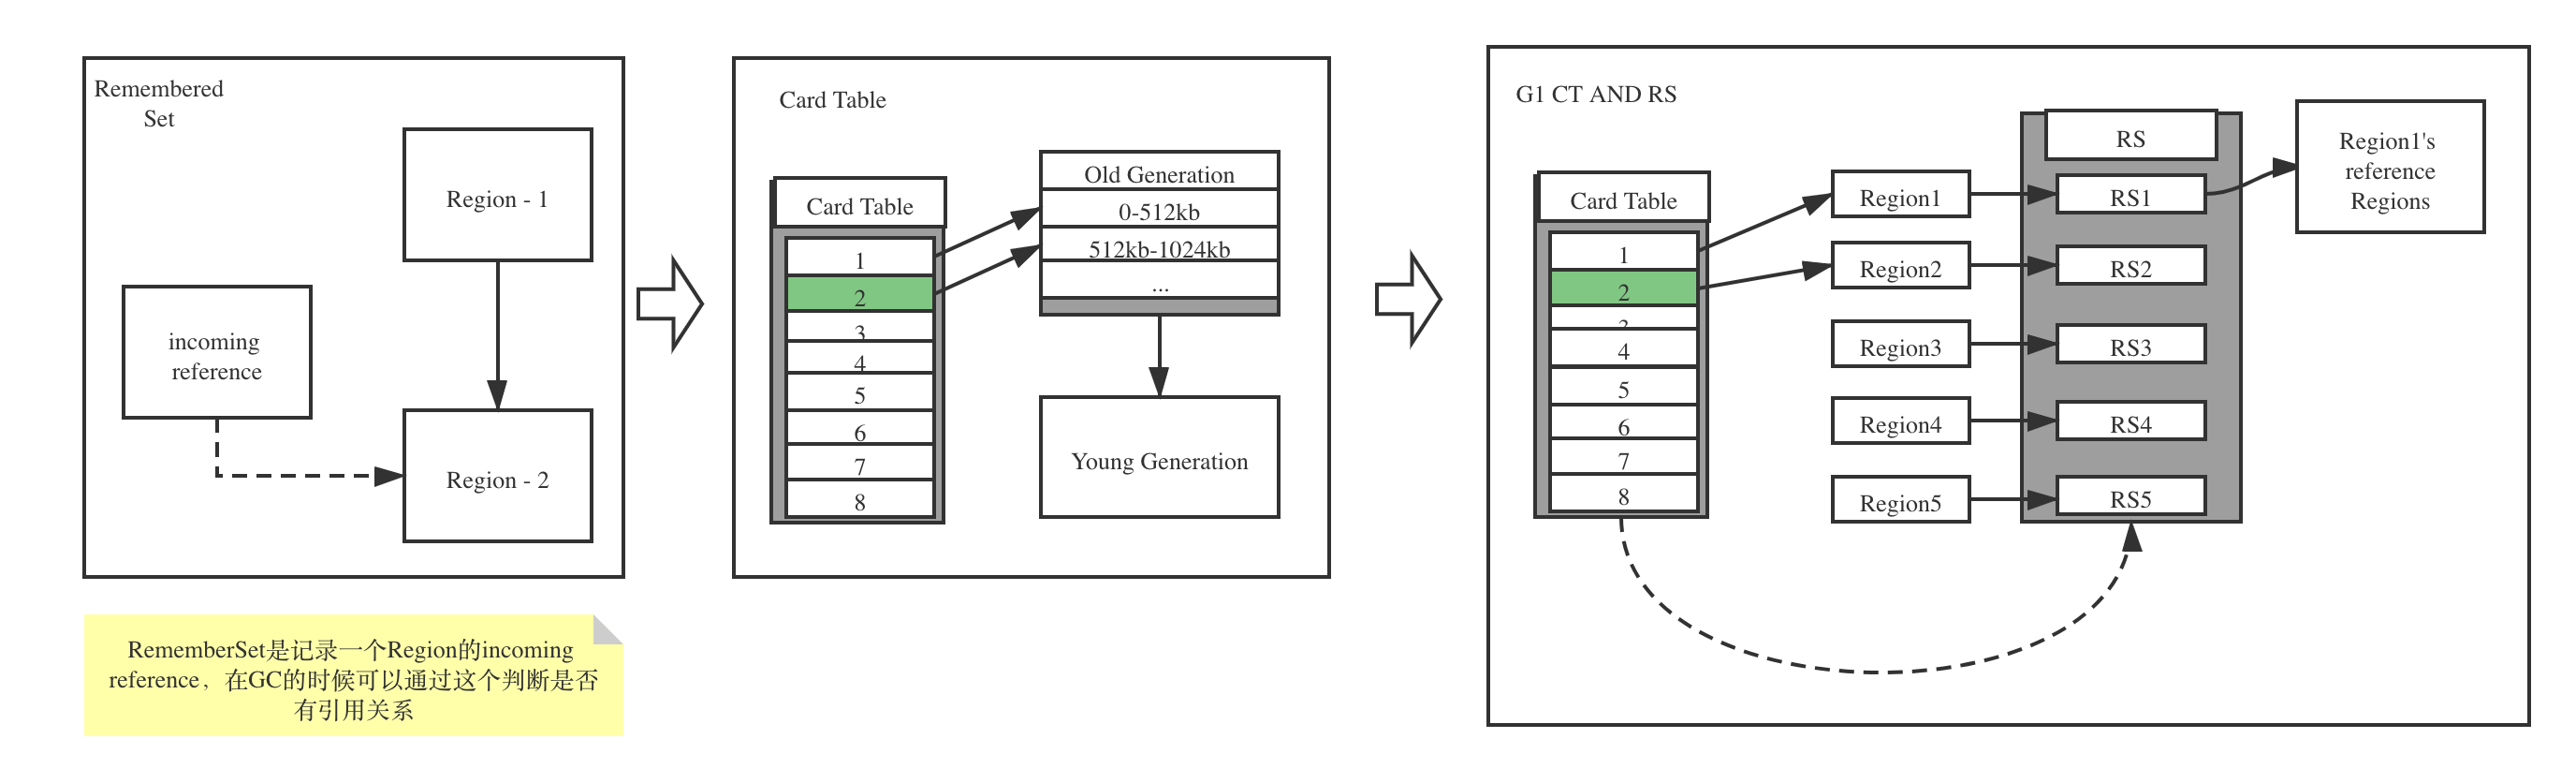 Remembered
Set
Region - 1
incoming
reference
Region - 2
RememberSet是记录一个Region的incoming
reference，在GC的时候可以通过这个判断是否
有引用关系
Card Table
Card Table
1
2
3
4
5
6
7
8
Old Generation
0-512kb
512kb-1024kb
...
Young Generation
G1 CT AND RS
Card Table
1
2
3
4
5
6
7
8
Region1
Region2
Region3
Region4
Region5
RS
RS1
RS2
RS3
RS4
RS5
Region1's
reference
Regions